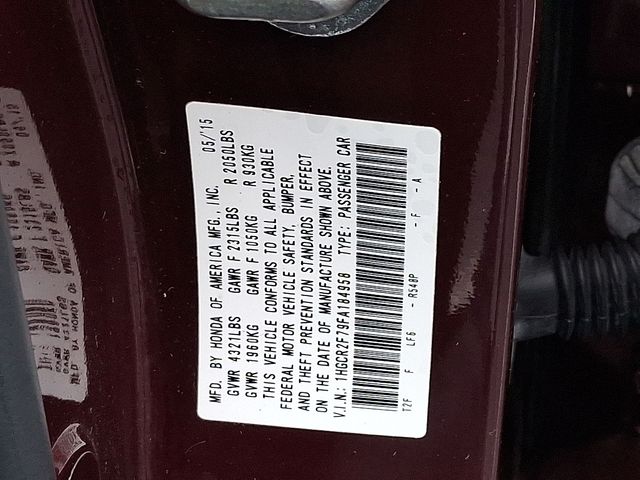 MFD. BY HONDA OF AMERICA MFG., INC. 05/15
GVWR 4321LBS GAWR F 2315LBS R 2050LBS
GVWR 1960KG GAWR F 1050KG R 930KG
THIS VEHICLE CONFORMS TO ALL APPLICABLE
FEDERAL MOTOR VEHICLE SAFETY, BUMPER,
AND THEFT PREVENTION STANDARDS IN EFFECT
ON THE DATE OF MANUFACTURE SHOWN ABOVE.
V.I.N.: 1HGCR2F79FA184958 TYPE: PASSENGER CAR
T2F F LF6 - R548P - F - A